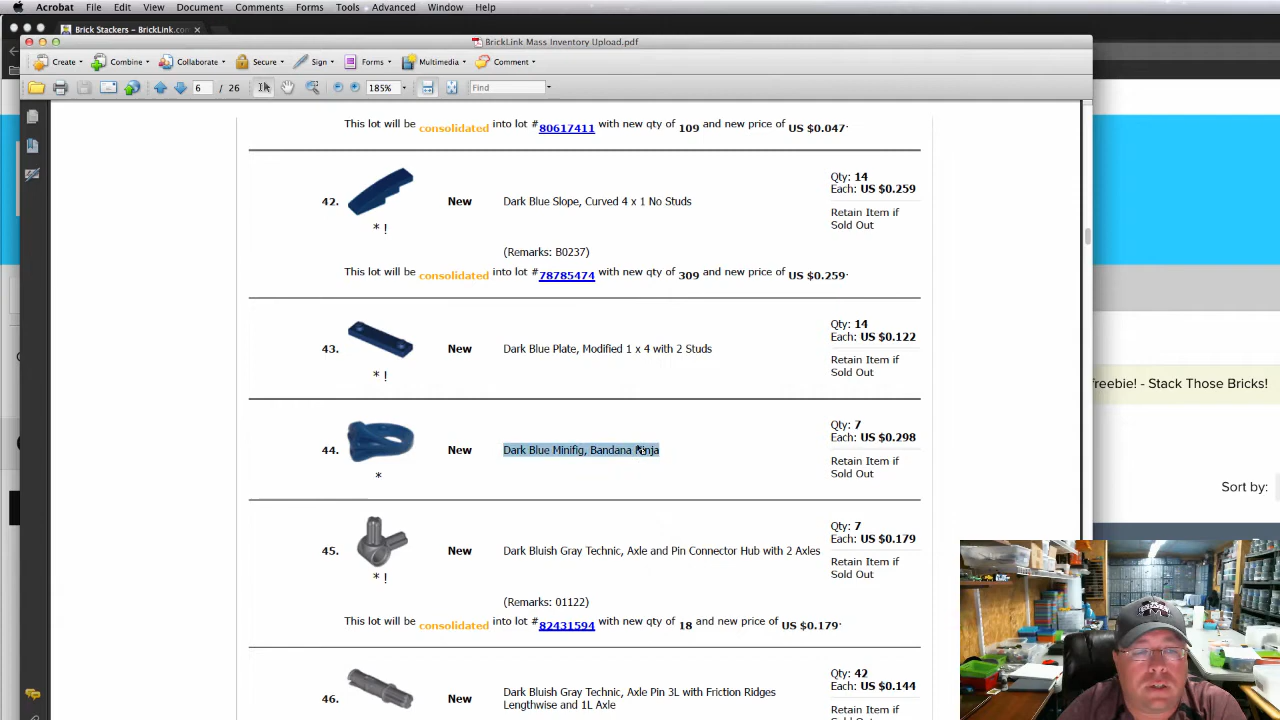 Acrobat File Edit View Document Comments Forms Tools Advanced Window Help
Brick Stackers – BrickLink.co
BrickLink Mass Inventory Upload.pdf
Create Combine Collaborate Secure Sign Forms Multimedia Comment
6 / 26 185% Find
This lot will be consolidated into lot #80617411 with new qty of 109 and new price of US $0.047.
42. New Dark Blue Slope, Curved 4 x 1 No Studs
Qty: 14
Each: US $0.259
Retain Item if
Sold Out
* !
(Remarks: B0237)
This lot will be consolidated into lot #78785474 with new qty of 309 and new price of US $0.259.
43. New Dark Blue Plate, Modified 1 x 4 with 2 Studs
Qty: 14
Each: US $0.122
Retain Item if
Sold Out
* !
44. New Dark Blue Minifig, Bandana Ninja
Qty: 7
Each: US $0.298
Retain Item if
Sold Out
*
45. New Dark Bluish Gray Technic, Axle and Pin Connector Hub with 2 Axles
Qty: 7
Each: US $0.179
Retain Item if
Sold Out
* !
(Remarks: 01122)
This lot will be consolidated into lot #82431594 with new qty of 18 and new price of US $0.179.
46. New Dark Bluish Gray Technic, Axle Pin 3L with Friction Ridges
Lengthwise and 1L Axle
Qty: 42
Each: US $0.144
Retain Item if
Sold Out
freebie! - Stack Those Bricks!
Sort by: